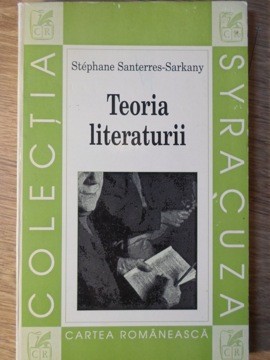 Stéphane Santerres-Sarkany
Teoria
literaturii
COLECȚIA
SYRACUZA
CARTEA ROMÂNEASCĂ